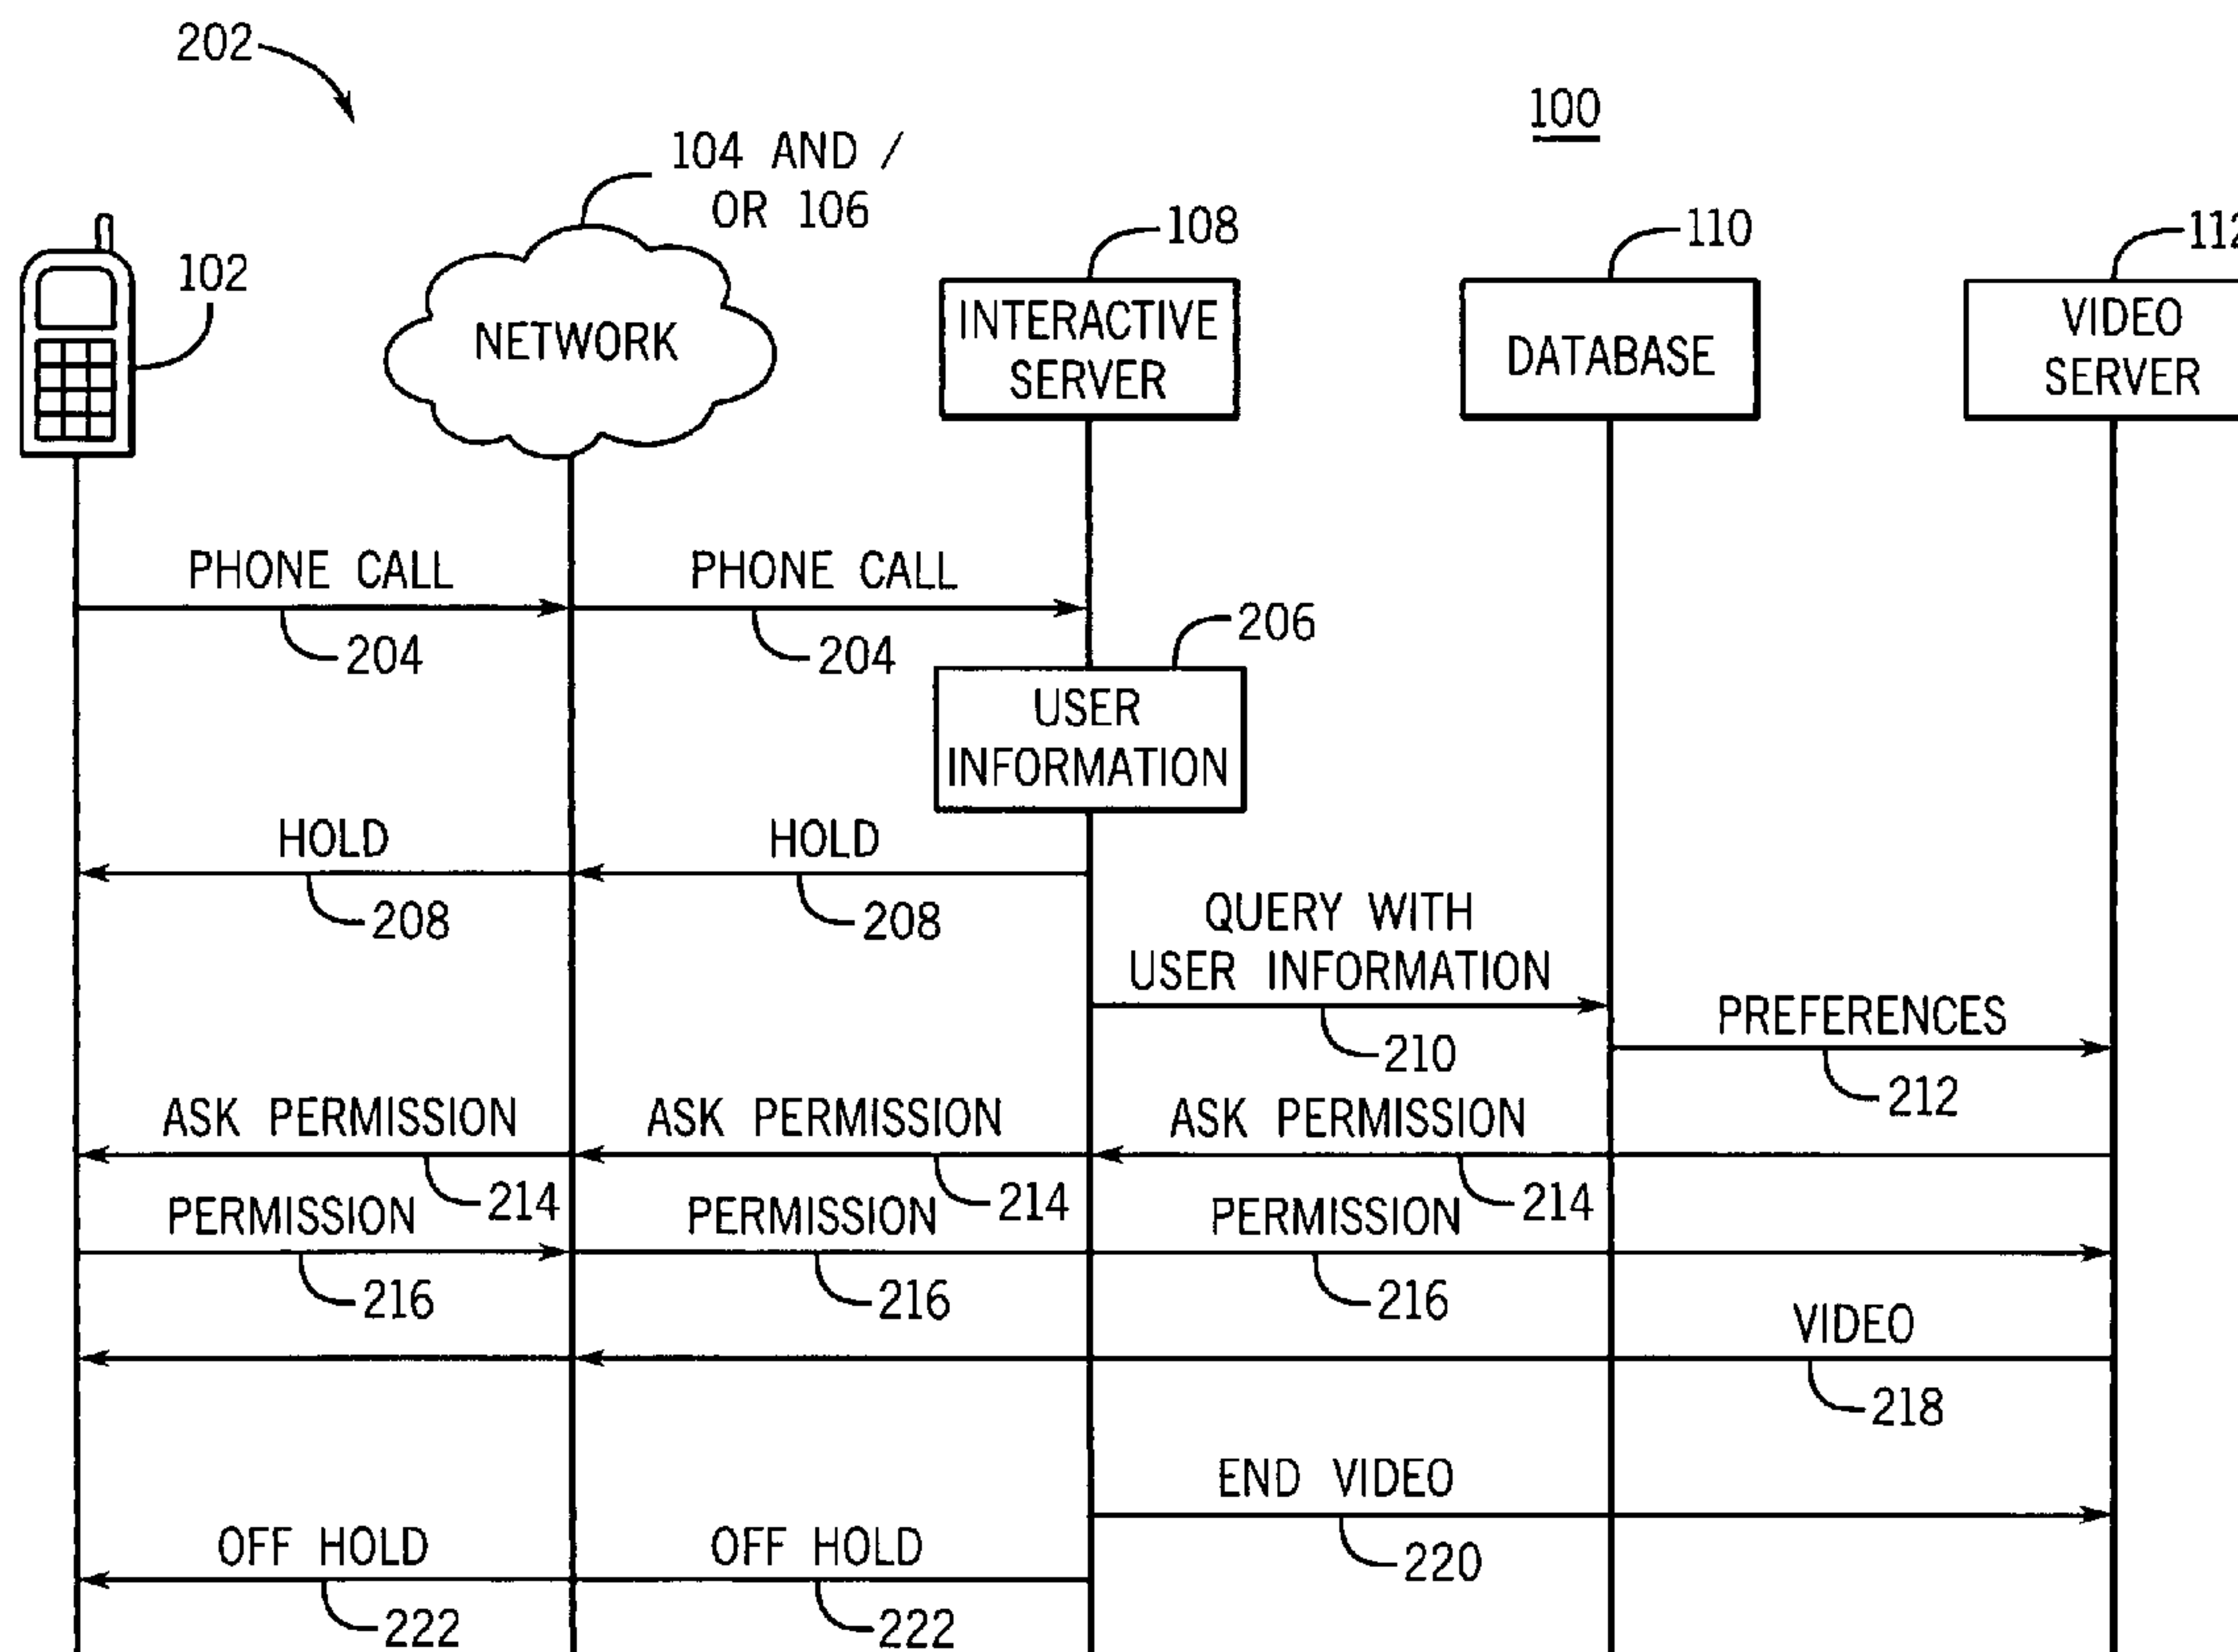 202
100
104 AND /
OR 106
108
110
112
102
NETWORK
INTERACTIVE
SERVER
DATABASE
VIDEO
SERVER
PHONE CALL
PHONE CALL
204
204
206
USER
INFORMATION
HOLD
HOLD
208
208
QUERY WITH
USER INFORMATION
210
PREFERENCES
212
ASK PERMISSION
ASK PERMISSION
ASK PERMISSION
214
214
214
PERMISSION
PERMISSION
PERMISSION
216
216
216
VIDEO
218
END VIDEO
220
OFF HOLD
OFF HOLD
222
222